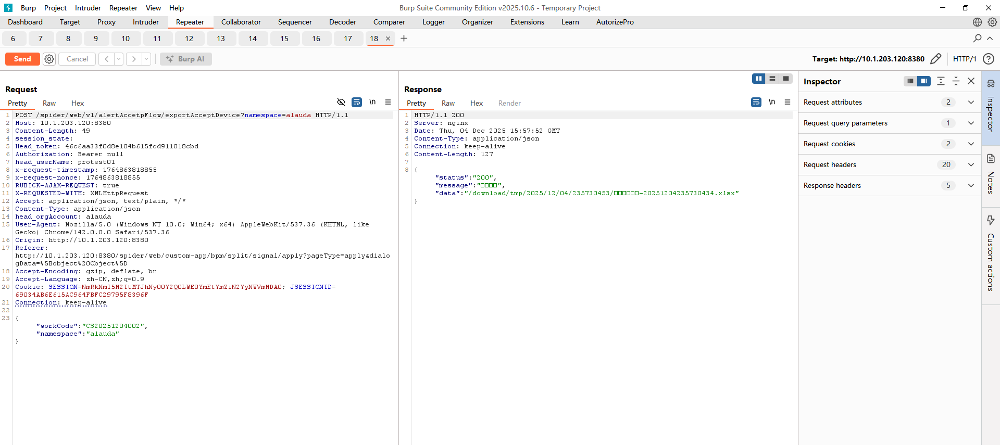 Burp Project Intruder Repeater View Help
Burp Suite Community Edition v2025.10.6 - Temporary Project
Dashboard Target Proxy Intruder Repeater Collaborator Sequencer Decoder Comparer Logger Organizer Extensions Learn AutorizePro
6 7 8 9 10 11 12 13 14 15 16 17 18 × +
Send Cancel < > Burp AI
Target: http://10.1.203.120:8380 HTTP/1
Request
Pretty Raw Hex \n
1 POST /spider/web/v1/alertAccetpFlow/exportAcceptDevice?namespace=alauda HTTP/1.1
2 Host: 10.1.203.120:8380
3 Content-Length: 49
4 session_state:
5 Head_token: 46c6aa33f0d8e104b615fcd911018cbd
6 Authorization: Bearer null
7 head_userName: protest01
8 x-request-timestamp: 1764863818855
9 x-request-nonce: 1764863818855
10 RUBICK-AJAX-REQUEST: true
11 X-REQUESTED-WITH: XMLHttpRequest
12 Accept: application/json, text/plain, */*
13 Content-Type: application/json
14 head_orgAccount: alauda
15 User-Agent: Mozilla/5.0 (Windows NT 10.0; Win64; x64) AppleWebKit/537.36 (KHTML, like
Gecko) Chrome/142.0.0.0 Safari/537.36
16 Origin: http://10.1.203.120:8380
17 Referer:
http://10.1.203.120:8380/spider/web/custom-app/bpm/split/signal/apply?pageType=apply&dialo
gData=%5Bobject%20Object%5D
18 Accept-Encoding: gzip, deflate, br
19 Accept-Language: zh-CN,zh;q=0.9
20 Cookie: SESSION=NmRkNmI5M2ItMTJhNy00Y2Q0LWE0YmEtYmZiN2YyNWVmMDA0; JSESSIONID=
69034AB6E615AC964FBFC29795F8396F
21 Connection: keep-alive
22
23 {
"workCode":"CS20251204002",
"namespace":"alauda"
}
Response
Pretty Raw Hex Render \n
1 HTTP/1.1 200
2 Server: nginx
3 Date: Thu, 04 Dec 2025 15:57:52 GMT
4 Content-Type: application/json
5 Connection: keep-alive
6 Content-Length: 127
7
8 {
"status":"200",
"message":"□□□□",
"data":"/download/tmp/2025/12/04/235730453/□□□□□□-20251204235730434.xlsx"
}
Inspector
Request attributes 2
Request query parameters 1
Request cookies 2
Request headers 20
Response headers 5
Inspector
Notes
Custom actions